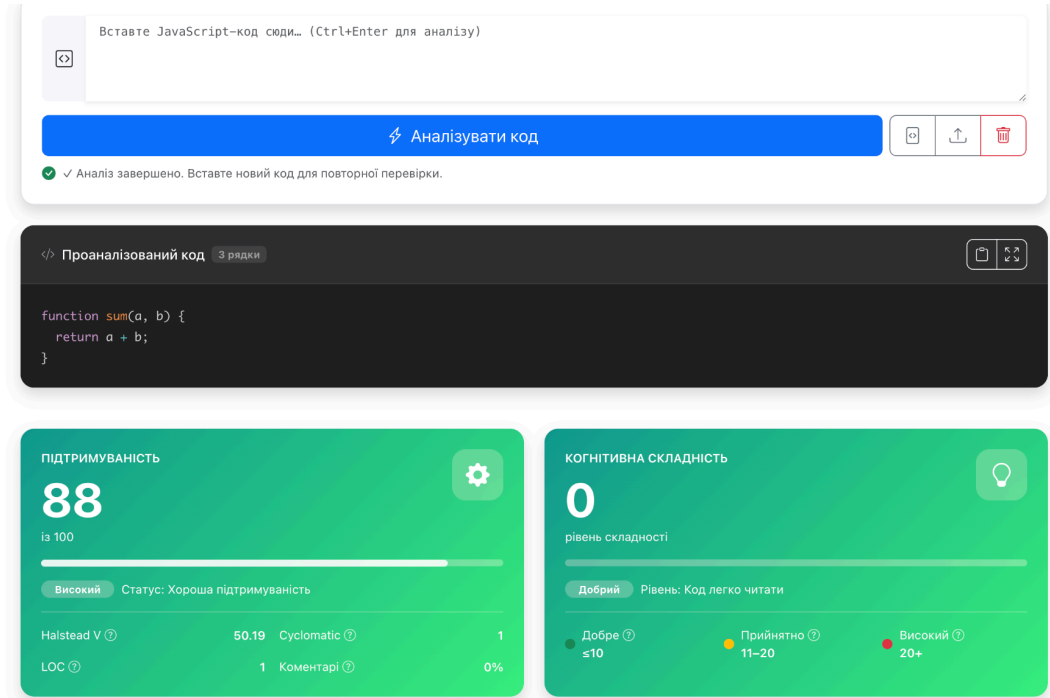 Вставте JavaScript-код сюди… (Ctrl+Enter для аналізу)
Аналізувати код
✓ Аналіз завершено. Вставте новий код для повторної перевірки.
</> Проаналізований код 3 рядки
function sum(a, b) {
  return a + b;
}
ПІДТРИМУВАНІСТЬ
88
із 100
Високий Статус: Хороша підтримуваність
Halstead V ? 50.19 Cyclomatic ? 1
LOC ? 1 Коментарі ? 0%
КОГНІТИВНА СКЛАДНІСТЬ
0
рівень складності
Добрий Рівень: Код легко читати
Добре ? Прийнятно ? Високий ?
≤10 11–20 20+